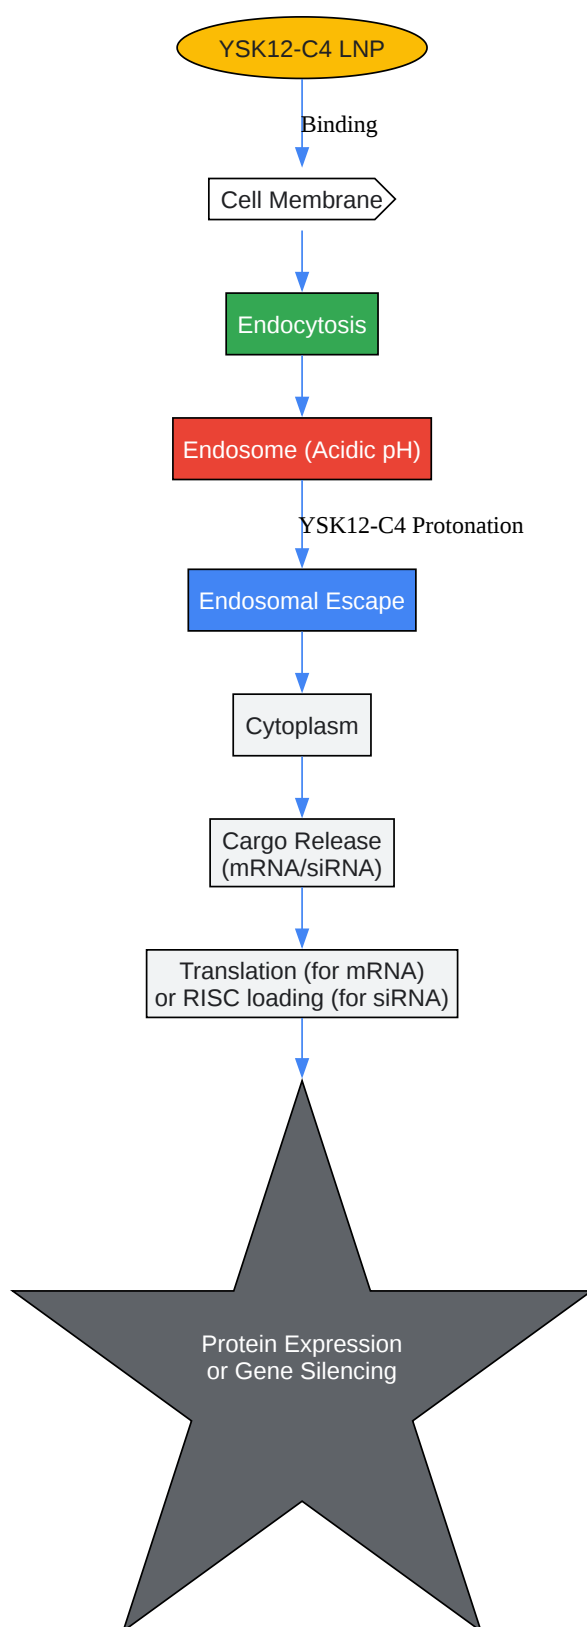 YSK12-C4 LNP
Binding
Cell Membrane
Endocytosis
Endosome (Acidic pH)
YSK12-C4 Protonation
Endosomal Escape
Cytoplasm
Cargo Release
(mRNA/siRNA)
Translation (for mRNA)
or RISC loading (for siRNA)
Protein Expression
or Gene Silencing